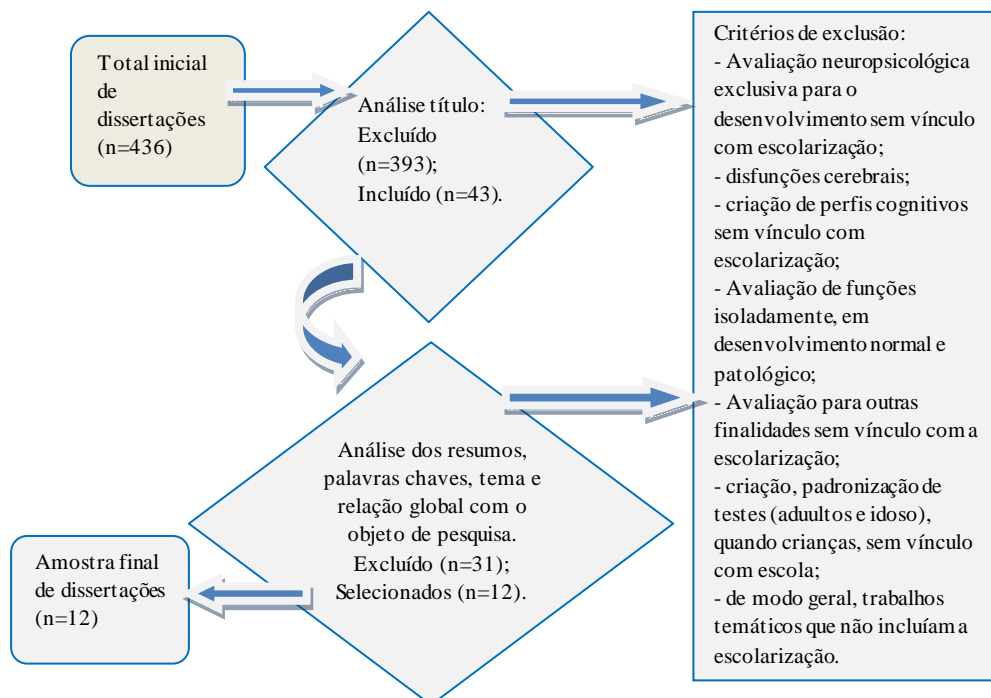 Total inicial
de
dissertações
(n=436)
Análise título:
Excluído
(n=393);
Incluído (n=43).
Critérios de exclusão:
- Avaliação neuropsicológica
exclusiva para o
desenvolvimento sem vínculo
com escolarização;
- disfunções cerebrais;
- criação de perfis cognitivos
sem vínculo com
escolarização;
- Avaliação de funções
isoladamente, em
desenvolvimento normal e
patológico;
- Avaliação para outras
finalidades sem vínculo com a
escolarização;
- criação, padronização de
testes (aduultos e idoso),
quando crianças, sem vínculo
com escola;
- de modo geral, trabalhos
temáticos que não incluíam a
escolarização.
Análise dos resumos,
palavras chaves, tema e
relação global com o
objeto de pesquisa.
Excluído (n=31);
Selecionados (n=12).
Amostra final
de dissertações
(n=12)